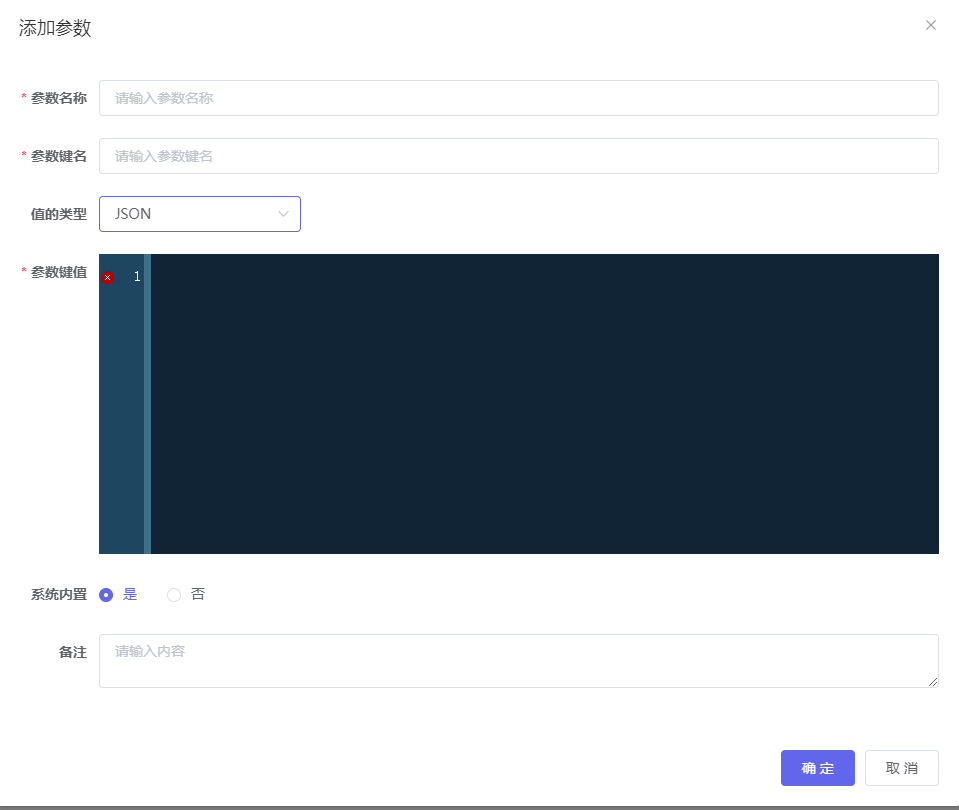 添加参数
* 参数名称 请输入参数名称
* 参数键名 请输入参数键名
值的类型 JSON
* 参数键值 1
系统内置 是 否
备注 请输入内容
确 定 取 消